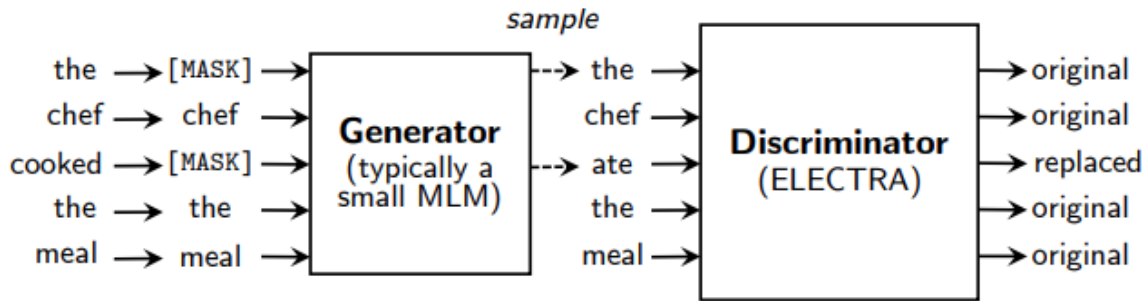 sample
the [MASK] the original
chef chef chef original
Generator
(typically a
small MLM)
Discriminator
(ELECTRA)
cooked [MASK] ate replaced
the the the original
meal meal meal original